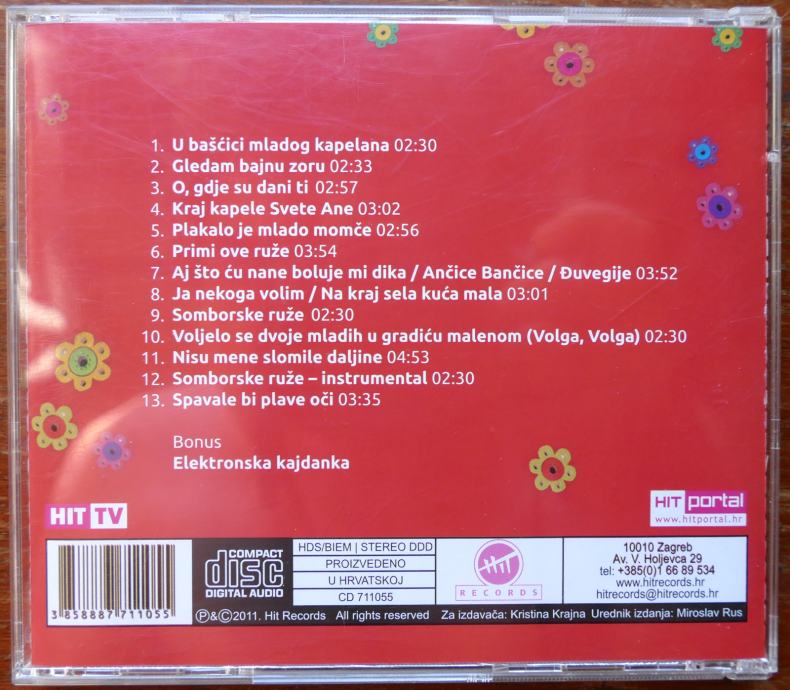 1. U bašćici mladog kapelana 02:30
2. Gledam bajnu zoru 02:33
3. O, gdje su dani ti 02:57
4. Kraj kapele Svete Ane 03:02
5. Plakalo je mlado momče 02:56
6. Primi ove ruže 03:54
7. Aj što ću nane boluje mi dika / Ančice Bančice / Đuvegije 03:52
8. Ja nekoga volim / Na kraj sela kuća mala 03:01
9. Somborske ruže 02:30
10. Voljelo se dvoje mladih u gradiću malenom (Volga, Volga) 02:30
11. Nisu mene slomile daljine 04:53
12. Somborske ruže – instrumental 02:30
13. Spavale bi plave oči 03:35
Bonus
Elektronska kajdanka
HIT TV
HIT portal
www.hitportal.hr
3 858887 711055
COMPACT
disc
DIGITAL AUDIO
HDS/BIEM | STEREO DDD
PROIZVEDENO
U HRVATSKOJ
CD 711055
Hit
RECORDS
10010 Zagreb
Av. V. Holjevca 29
tel: +385(0)1 66 89 534
www.hitrecords.hr
hitrecords@hitrecords.hr
℗&©2011. Hit Records All rights reserved Za izdavača: Kristina Krajna Urednik izdanja: Miroslav Rus